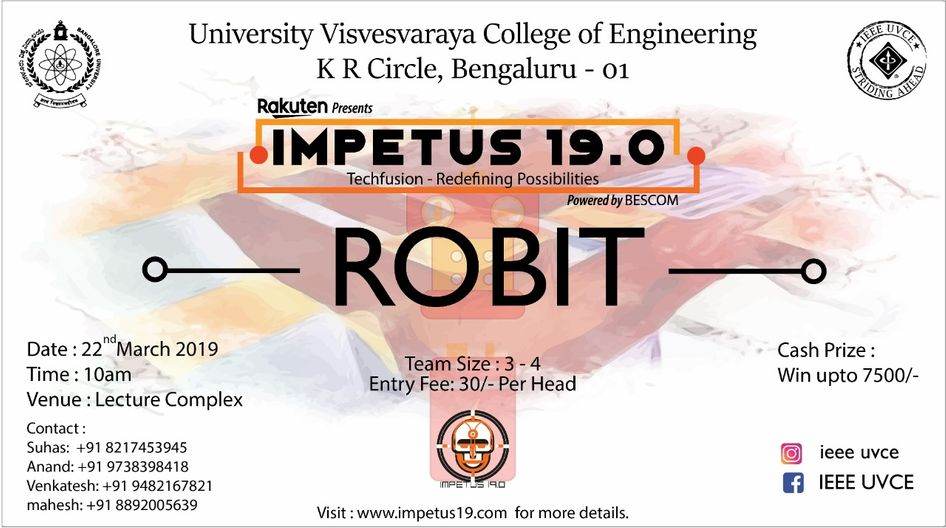 University Visvesvaraya College of Engineering
K R Circle, Bengaluru - 01
IEEE UVCE
STRIDING AHEAD
Rakuten Presents
IMPETUS 19.0
Techfusion - Redefining Possibilities
Powered by BESCOM
ROBIT
Date : 22nd March 2019
Time : 10am
Venue : Lecture Complex
Team Size : 3 - 4
Entry Fee: 30/- Per Head
Cash Prize :
Win upto 7500/-
Contact :
Suhas: +91 8217453945
Anand: +91 9738398418
Venkatesh: +91 9482167821
mahesh: +91 8892005639
IMPETUS 19.0
ieee uvce
IEEE UVCE
Visit : www.impetus19.com for more details.